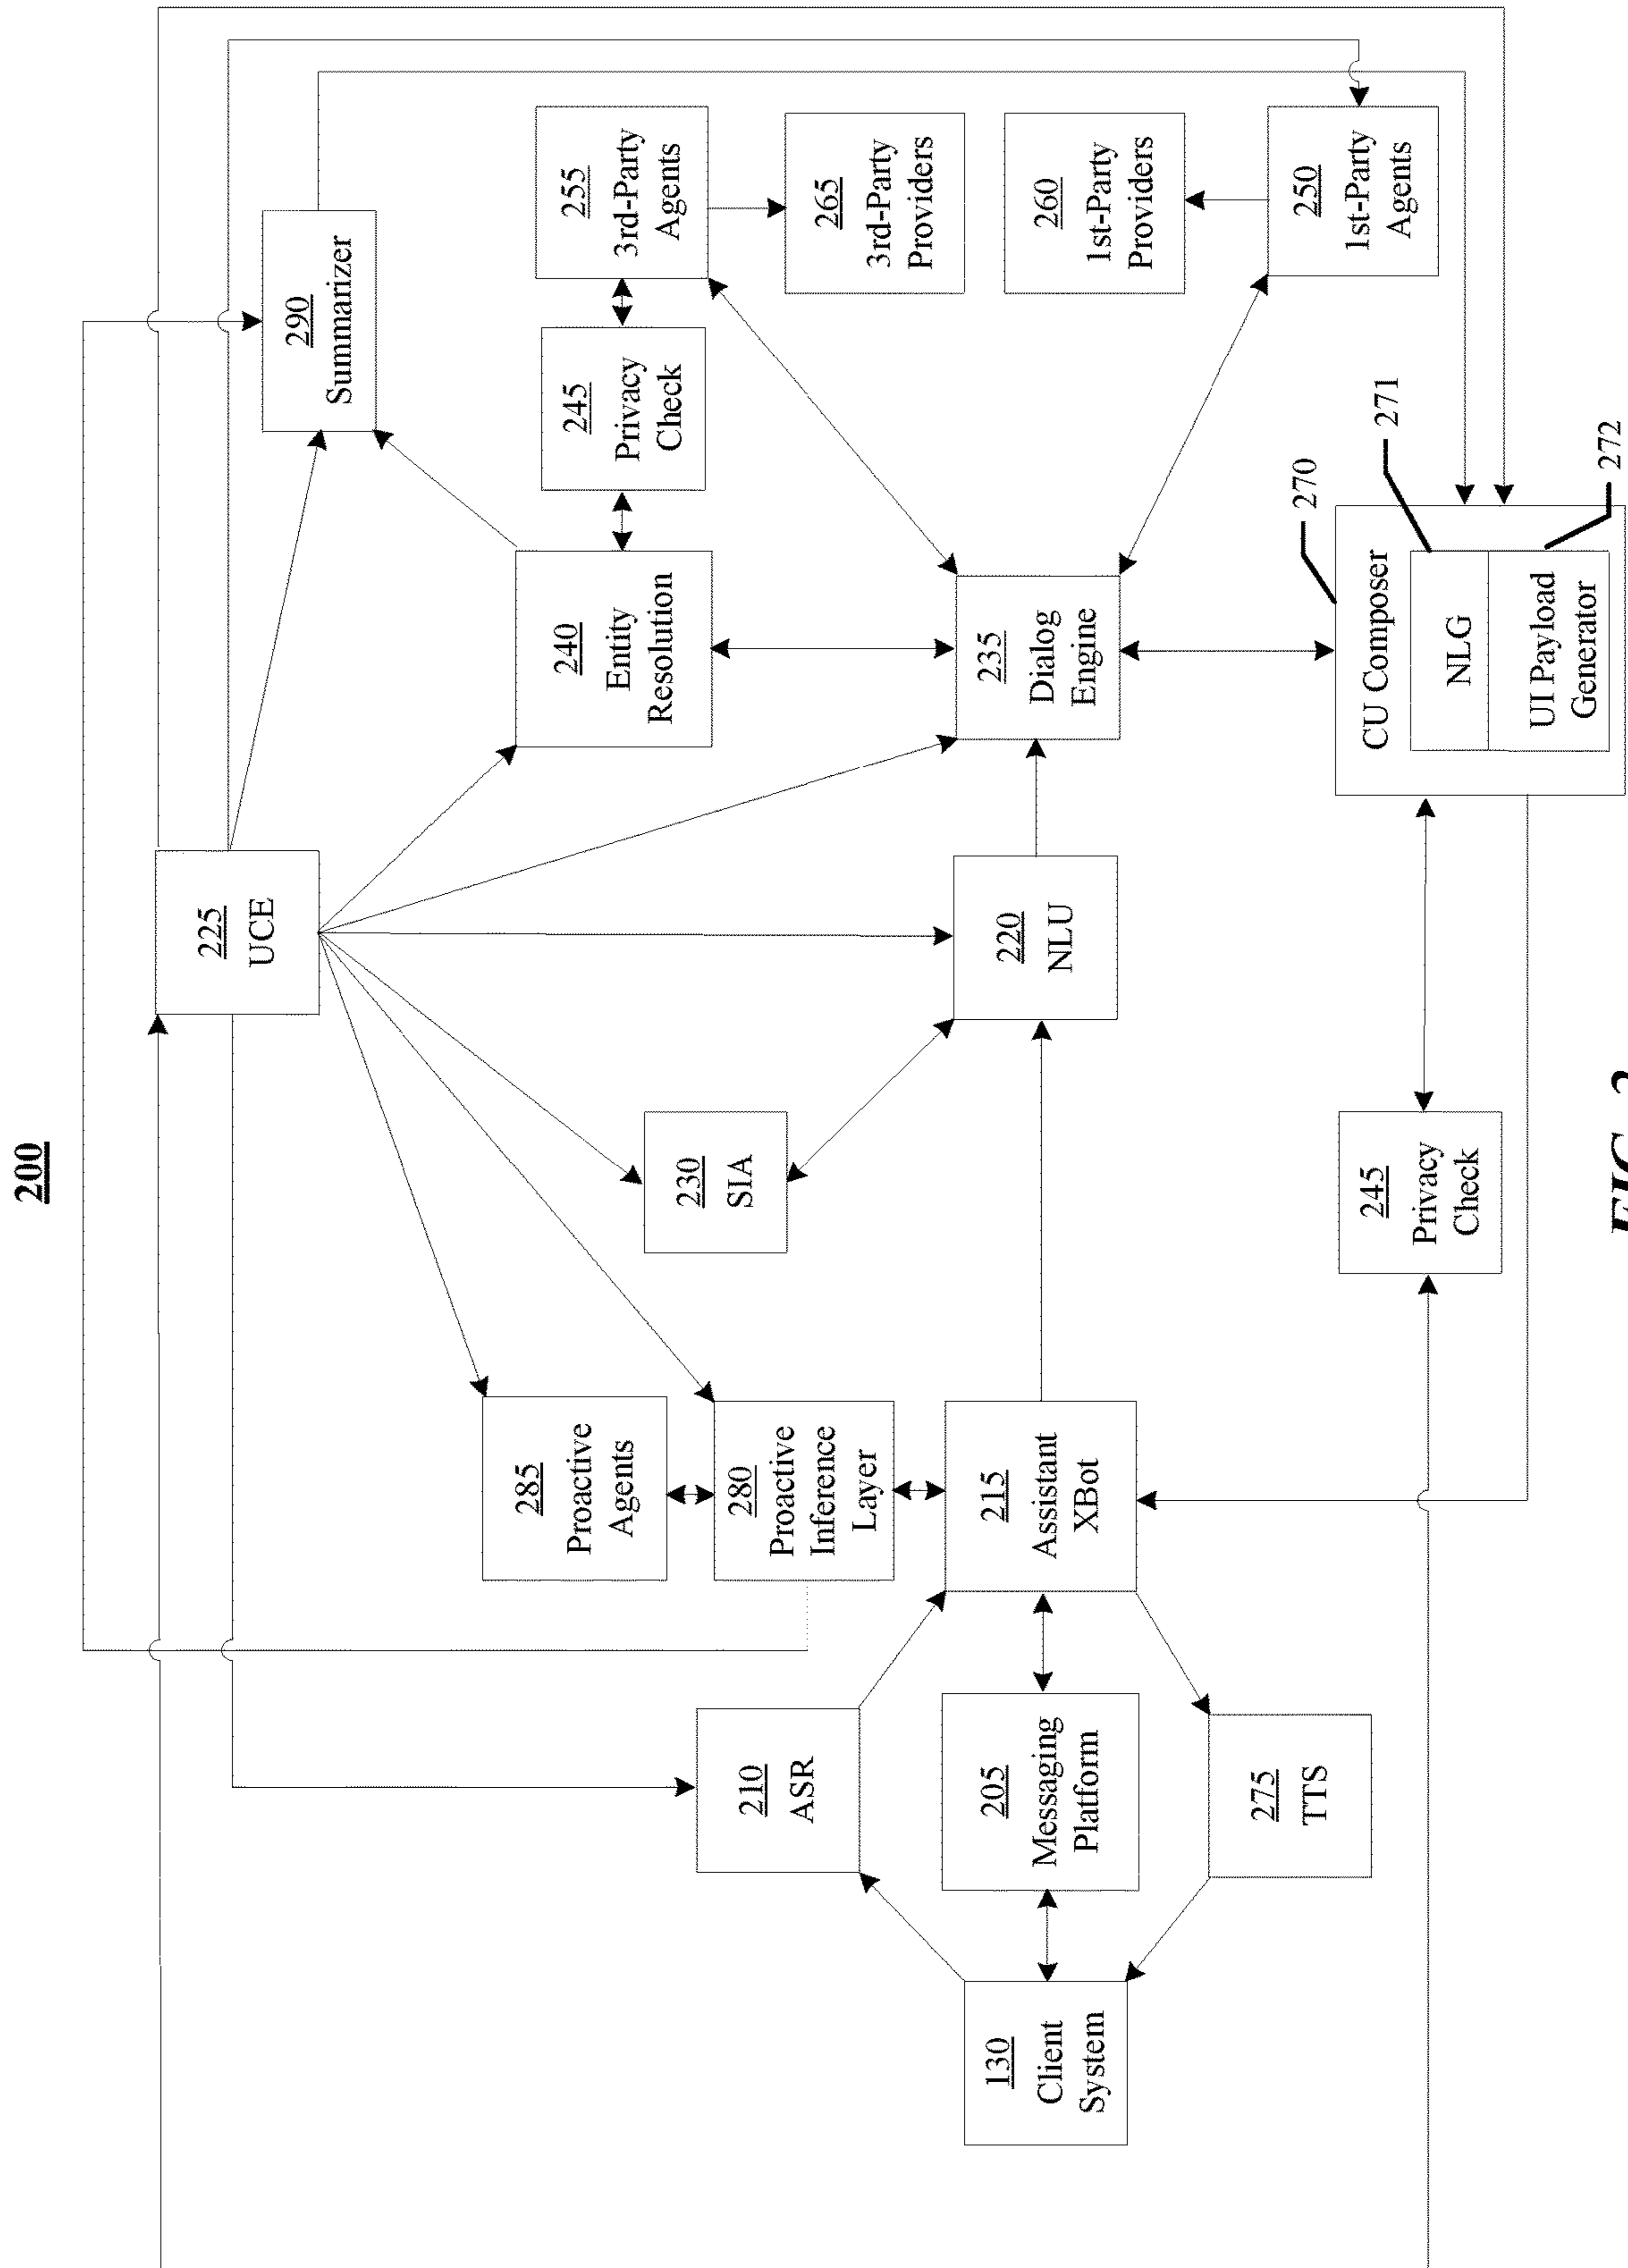 200
225
UCE
290
Summarizer
285
Proactive
Agents
240
Entity
Resolution
245
Privacy
Check
255
3rd-Party
Agents
230
SIA
210
ASR
280
Proactive
Inference
Layer
265
3rd-Party
Providers
130
Client
System
205
Messaging
Platform
215
Assistant
XBot
220
NLU
235
Dialog
Engine
260
1st-Party
Providers
275
TTS
250
1st-Party
Agents
245
Privacy
Check
270
CU Composer
271
NLG
UI Payload
Generator
272
FIG. 2